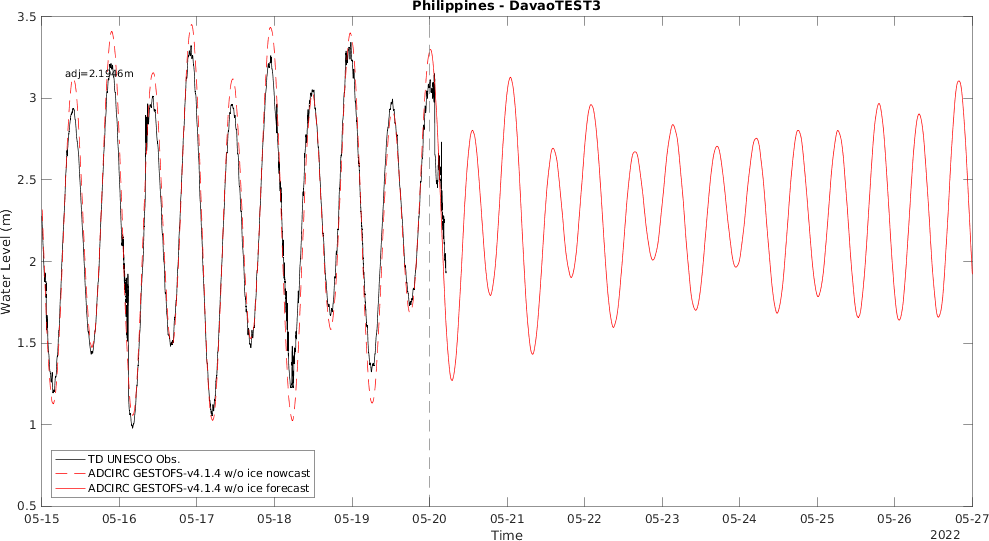 Philippines - DavaoTEST3
3.5
3
2.5
2
1.5
1
0.5
Water Level (m)
adj=2.1946m
TD UNESCO Obs.
ADCIRC GESTOFS-v4.1.4 w/o ice nowcast
ADCIRC GESTOFS-v4.1.4 w/o ice forecast
05-15 05-16 05-17 05-18 05-19 05-20 05-21 05-22 05-23 05-24 05-25 05-26 05-27
Time
2022